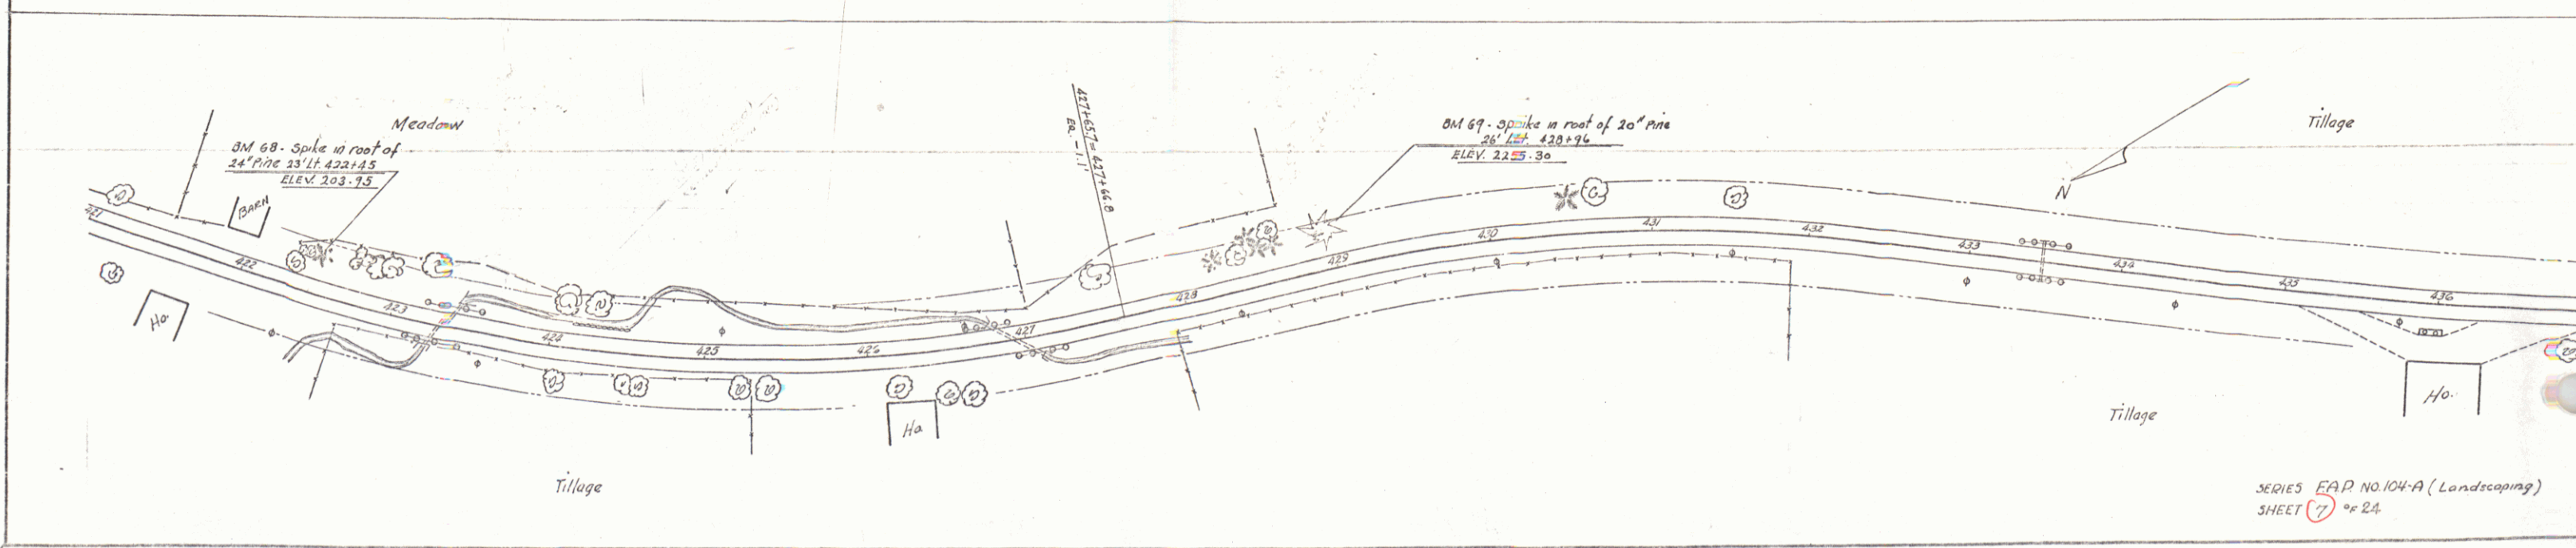 Meadow
BM 68 - Spike in root of
24" Pine 23' Lt. 422+45
ELEV. 203.95
BARN
427+65.7 = 427+66.8
EQ. - 1.1'
BM 69 - Spike in root of 20" Pine
26' Lt. 428+96
ELEV. 225.30
Tillage
N
421
422
423
424
425
426
427
428
429
430
431
432
433
434
435
436
Ho.
Ho
Ho.
Tillage
Tillage
SERIES F.A.P. NO. 104-A (Landscaping)
SHEET 7 OF 24